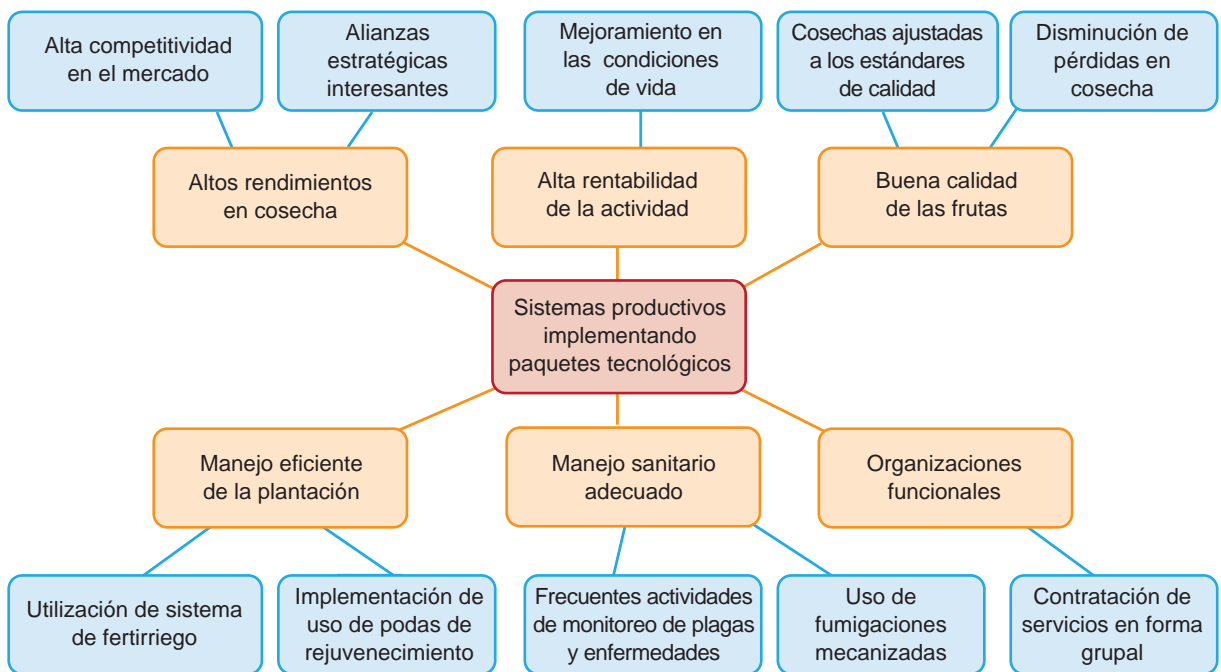 Alta competitividad
en el mercado
Alianzas
estratégicas
interesantes
Mejoramiento en
las condiciones
de vida
Cosechas ajustadas
a los estándares
de calidad
Disminución de
pérdidas en
cosecha
Altos rendimientos
en cosecha
Alta rentabilidad
de la actividad
Buena calidad
de las frutas
Sistemas productivos
implementando
paquetes tecnológicos
Manejo eficiente
de la plantación
Manejo sanitario
adecuado
Organizaciones
funcionales
Utilización de sistema
de fertirriego
Implementación de
uso de podas de
rejuvenecimiento
Frecuentes actividades
de monitoreo de plagas
y enfermedades
Uso de
fumigaciones
mecanizadas
Contratación de
servicios en forma
grupal